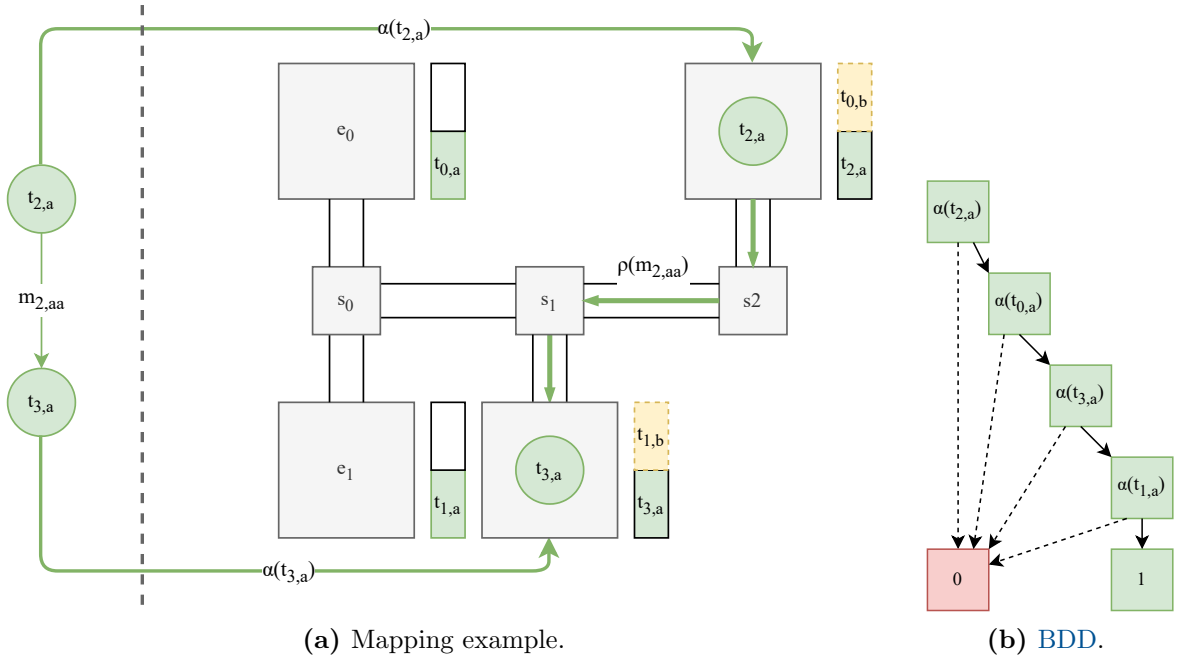 α(t2,a)
e0
t0,a
t2,a
t0,b
t2,a
t2,a
m2,aa
t3,a
s0
s1
ρ(m2,aa)
s2
e1
t1,a
t3,a
t1,b
t3,a
α(t3,a)
(a) Mapping example.
α(t2,a)
α(t0,a)
α(t3,a)
α(t1,a)
0
1
(b) BDD.